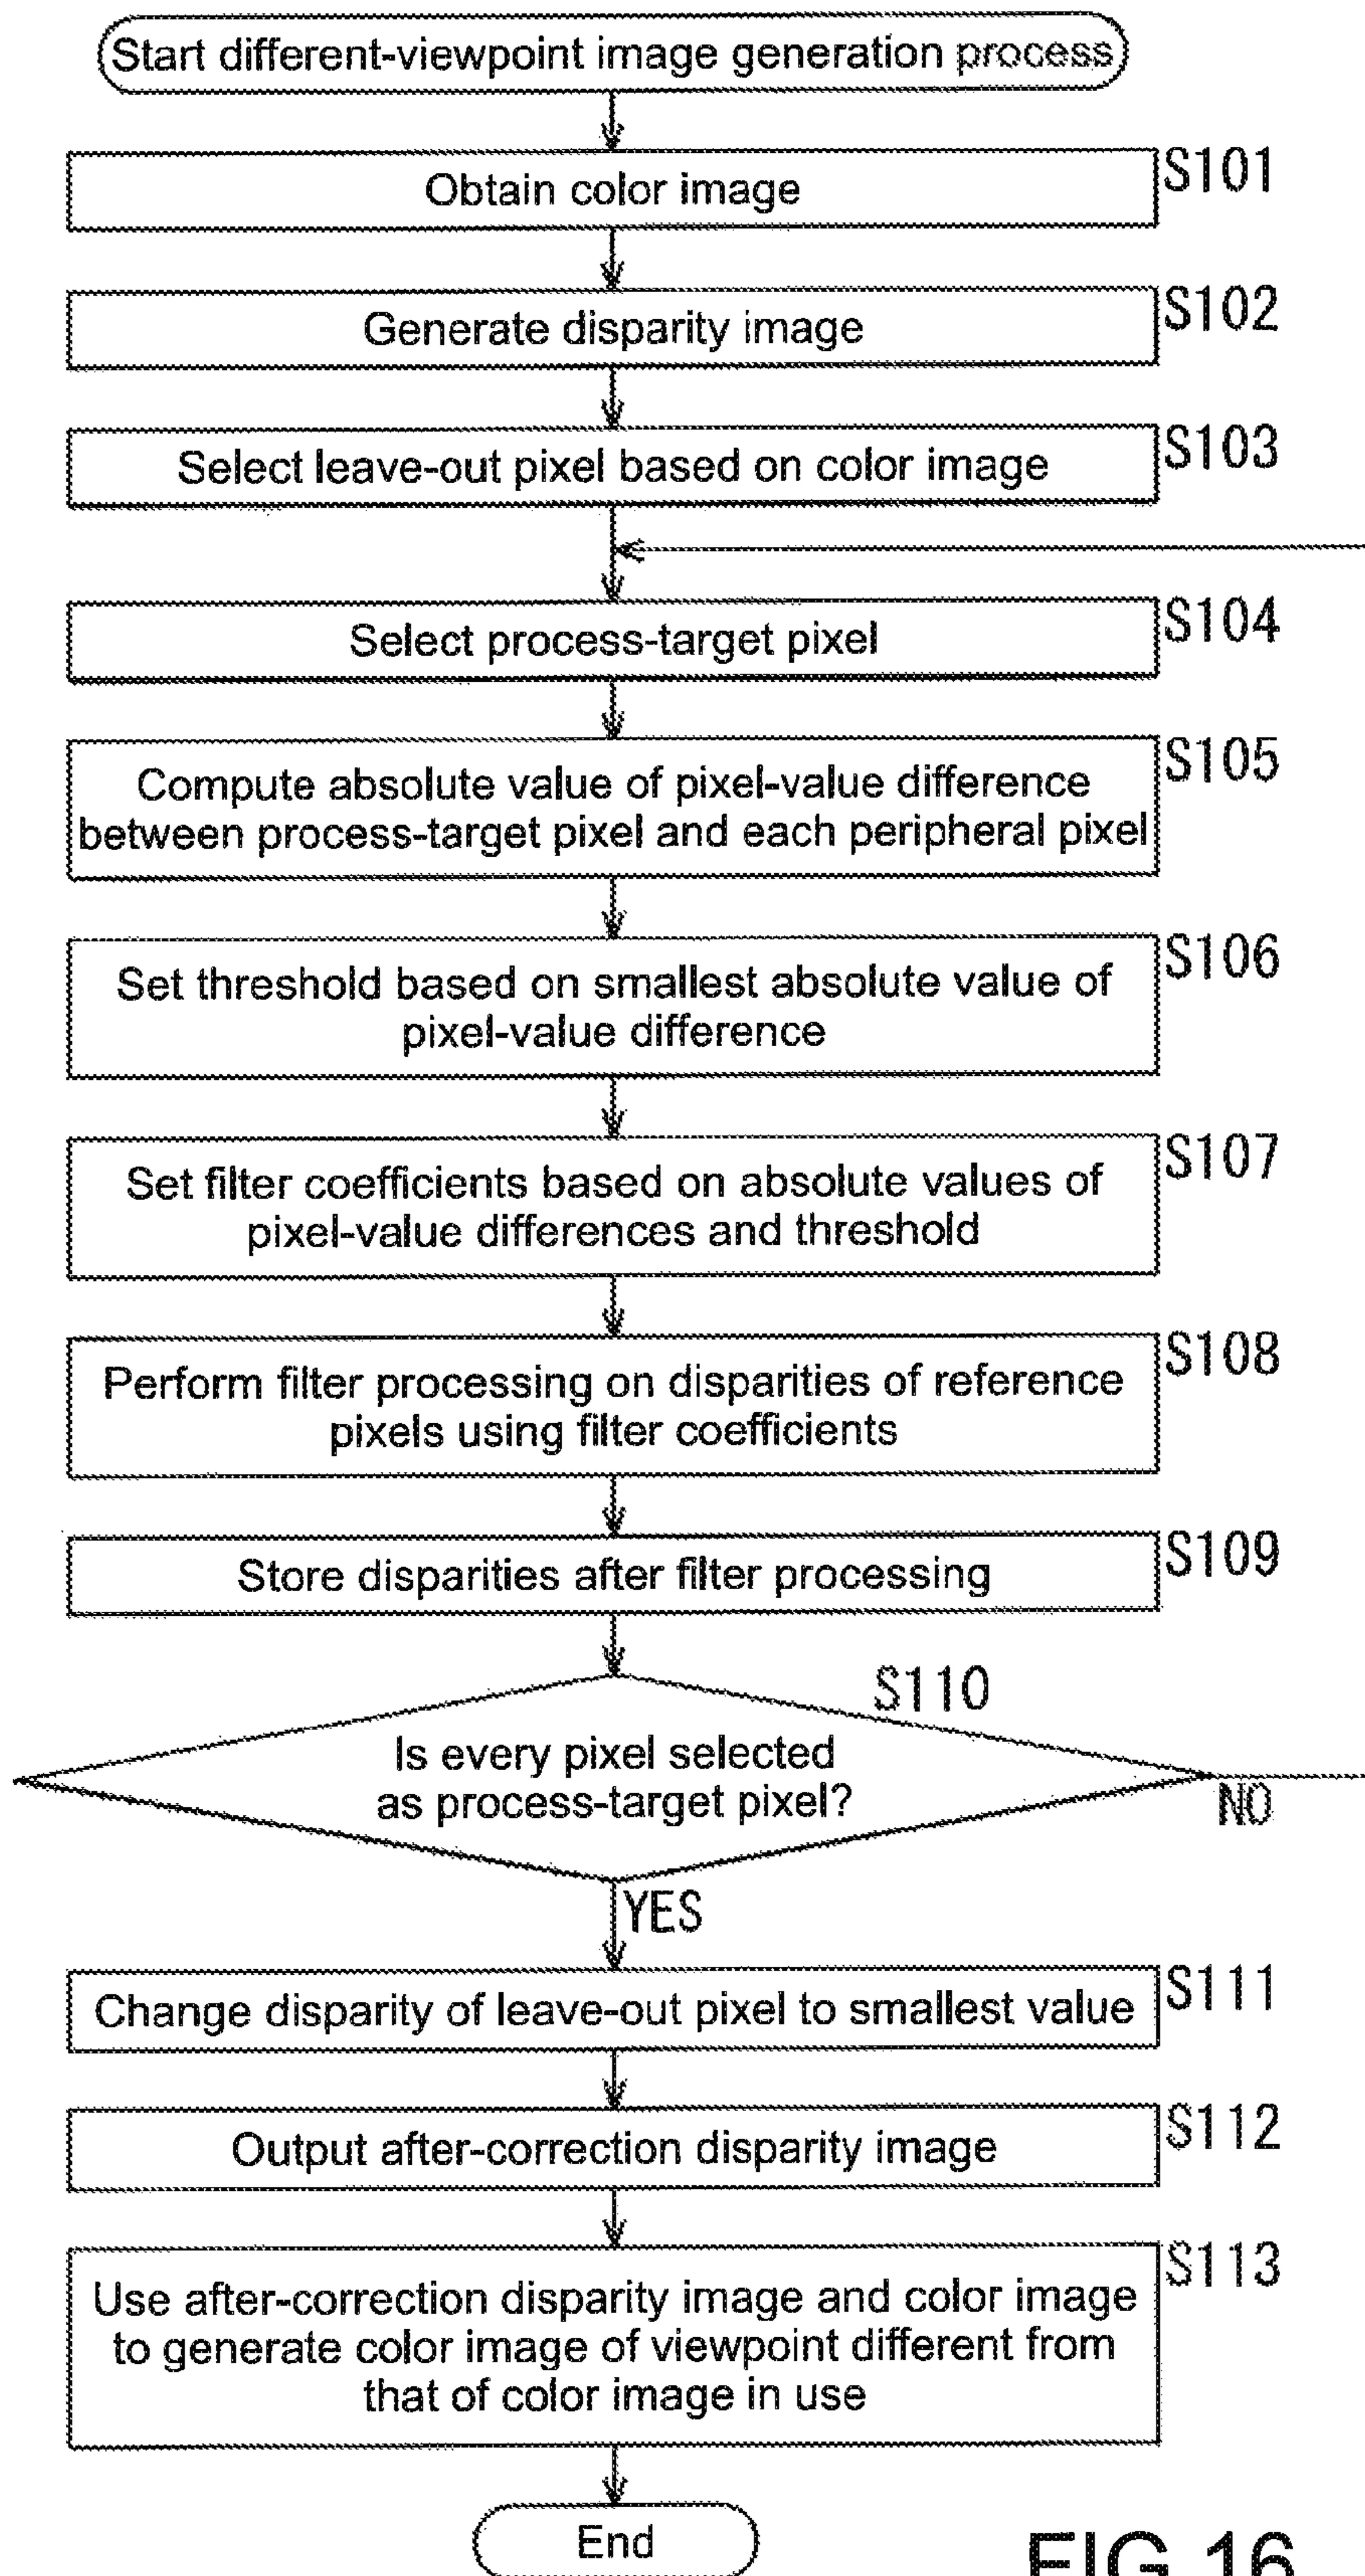 Start different-viewpoint image generation process
S101
Obtain color image
S102
Generate disparity image
S103
Select leave-out pixel based on color image
S104
Select process-target pixel
S105
Compute absolute value of pixel-value difference
between process-target pixel and each peripheral pixel
S106
Set threshold based on smallest absolute value of
pixel-value difference
S107
Set filter coefficients based on absolute values of
pixel-value differences and threshold
S108
Perform filter processing on disparities of reference
pixels using filter coefficients
S109
Store disparities after filter processing
S110
Is every pixel selected
as process-target pixel?
NO
YES
S111
Change disparity of leave-out pixel to smallest value
S112
Output after-correction disparity image
S113
Use after-correction disparity image and color image
to generate color image of viewpoint different from
that of color image in use
End
FIG.16